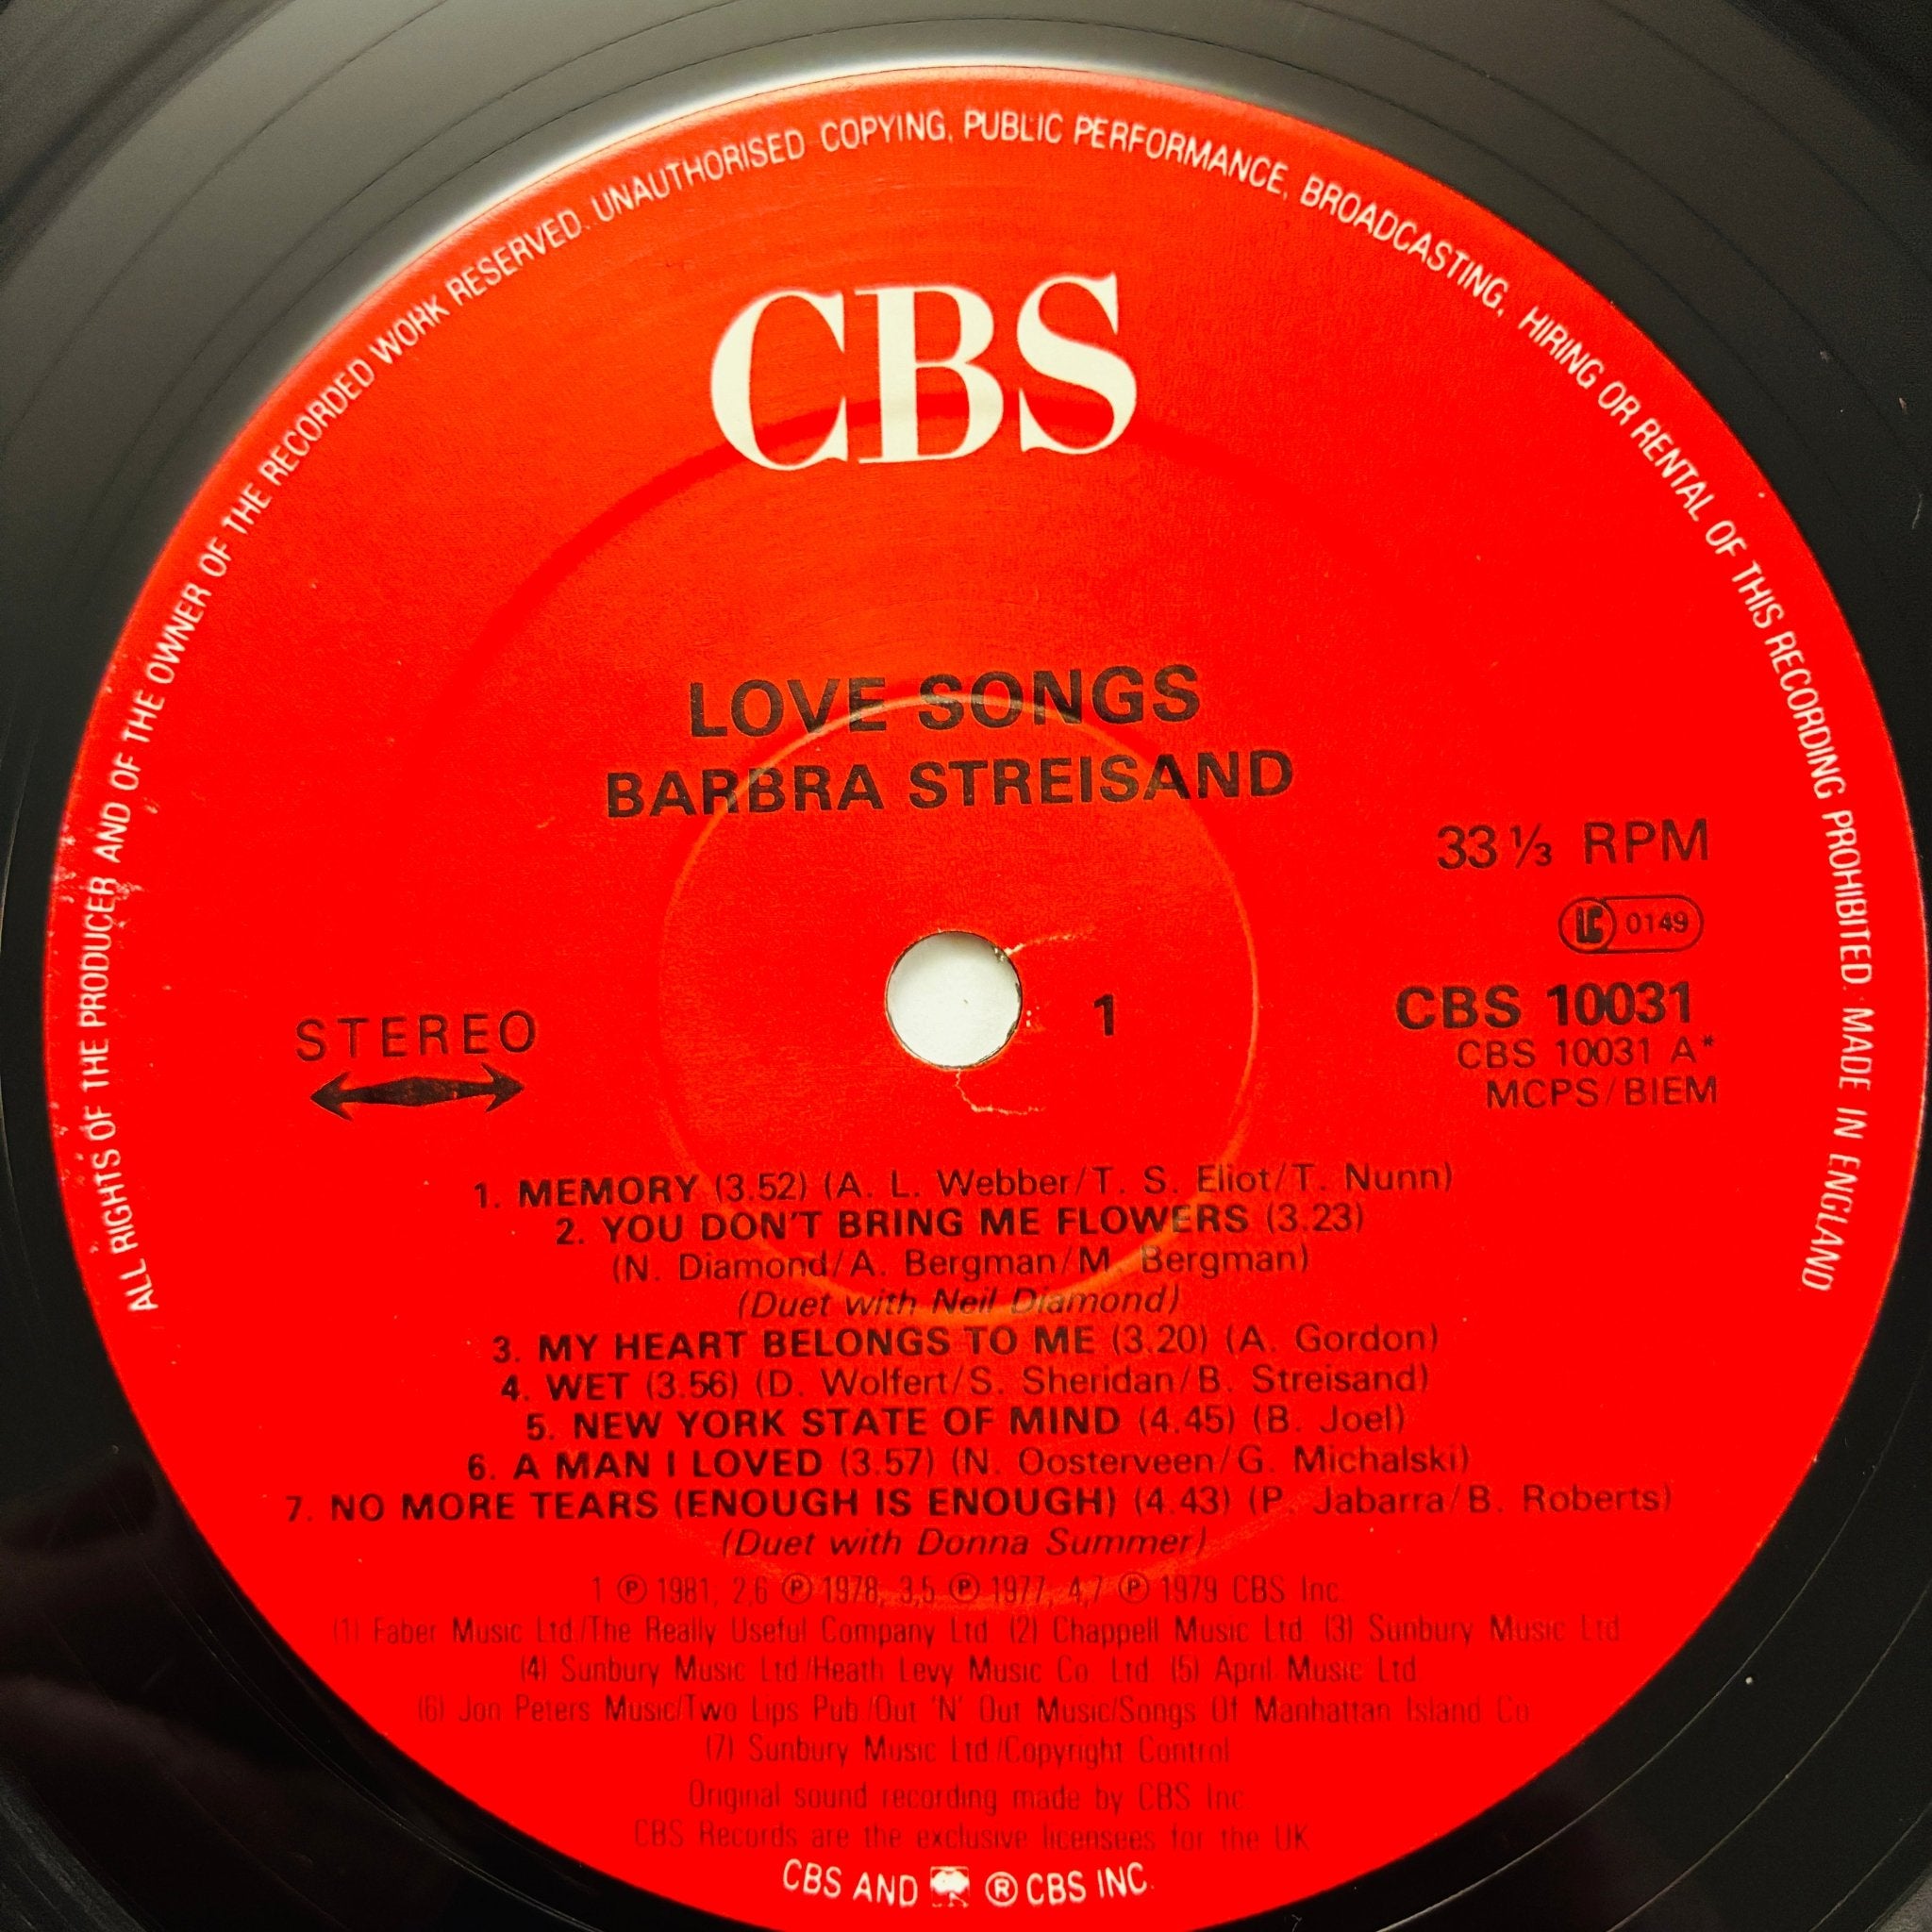 ALL RIGHTS OF THE PRODUCER AND OF THE OWNER OF THE RECORDED WORK RESERVED. UNAUTHORISED COPYING, PUBLIC PERFORMANCE, BROADCASTING, HIRING OR RENTAL OF THIS RECORDING PROHIBITED. MADE IN ENGLAND
CBS
LOVE SONGS
BARBRA STREISAND
33 ⅓ RPM
LC 0149
STEREO
1
CBS 10031
CBS 10031 A*
MCPS/BIEM
1. MEMORY (3.52) (A. L. Webber/T. S. Eliot/T. Nunn)
2. YOU DON'T BRING ME FLOWERS (3.23)
(N. Diamond/A. Bergman/M. Bergman)
(Duet with Neil Diamond)
3. MY HEART BELONGS TO ME (3.20) (A. Gordon)
4. WET (3.56) (D. Wolfert/S. Sheridan/B. Streisand)
5. NEW YORK STATE OF MIND (4.45) (B. Joel)
6. A MAN I LOVED (3.57) (N. Oosterveen/G. Michalski)
7. NO MORE TEARS (ENOUGH IS ENOUGH) (4.43) (P. Jabarra/B. Roberts)
(Duet with Donna Summer)
1 ℗ 1981, 2,6 ℗ 1978, 3,5 ℗ 1977, 4,7 ℗ 1979 CBS Inc.
(1) Faber Music Ltd./The Really Useful Company Ltd. (2) Chappell Music Ltd. (3) Sunbury Music Ltd.
(4) Sunbury Music Ltd./Heath Levy Music Co. Ltd. (5) April Music Ltd.
(6) Jon Peters Music/Two Lips Pub./Out 'N' Out Music/Songs Of Manhattan Island Co.
(7) Sunbury Music Ltd./Copyright Control
Original sound recording made by CBS Inc.
CBS Records are the exclusive licensees for the UK
CBS AND ® CBS INC.